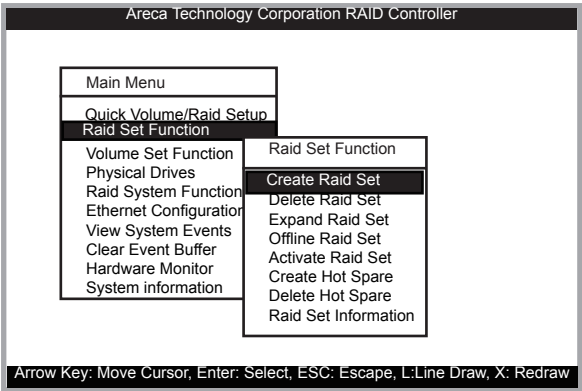 Areca Technology Corporation RAID Controller
Main Menu
Quick Volume/Raid Setup
Raid Set Function
Volume Set Function
Physical Drives
Raid System Function
Ethernet Configuration
View System Events
Clear Event Buffer
Hardware Monitor
System information
Raid Set Function
Create Raid Set
Delete Raid Set
Expand Raid Set
Offline Raid Set
Activate Raid Set
Create Hot Spare
Delete Hot Spare
Raid Set Information
Arrow Key: Move Cursor, Enter: Select, ESC: Escape, L:Line Draw, X: Redraw